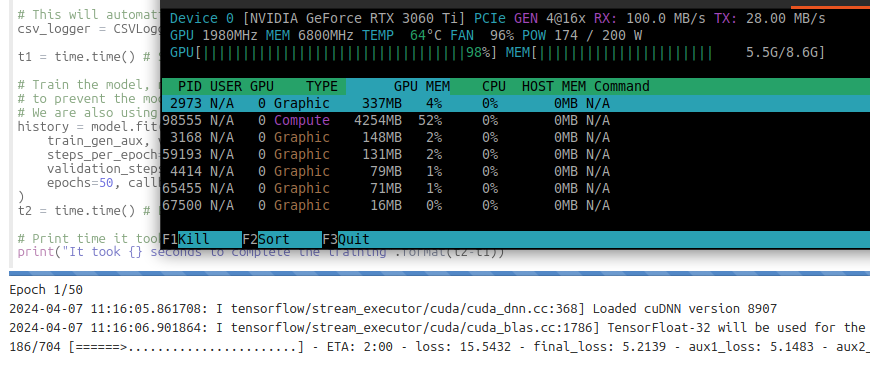 # This will automati
csv_logger = CSVLogg
t1 = time.time() #
# Train the model,
# to prevent the mo
# We are also using
history = model.fit
train_gen_aux,
steps_per_epoch
validation_step
epochs=50, call
)
t2 = time.time() #
# Print time it took
print("It took {} seconds to complete the training".format(t2-t1))
Device 0 [NVIDIA GeForce RTX 3060 Ti] PCIe GEN 4@16x RX: 100.0 MB/s TX: 28.00 MB/s
GPU 1980MHz MEM 6800MHz TEMP 64°C FAN 96% POW 174 / 200 W
GPU[||||||||||||||||||||||||||||||||98%] MEM[||||||||||||||||||||| 5.5G/8.6G]
PID USER GPU TYPE GPU MEM CPU HOST MEM Command
2973 N/A 0 Graphic 337MB 4% 0% 0MB N/A
98555 N/A 0 Compute 4254MB 52% 0% 0MB N/A
3168 N/A 0 Graphic 148MB 2% 0% 0MB N/A
59193 N/A 0 Graphic 131MB 2% 0% 0MB N/A
4414 N/A 0 Graphic 79MB 1% 0% 0MB N/A
65455 N/A 0 Graphic 71MB 1% 0% 0MB N/A
67500 N/A 0 Graphic 16MB 0% 0% 0MB N/A
F1Kill F2Sort F3Quit
Epoch 1/50
2024-04-07 11:16:05.861708: I tensorflow/stream_executor/cuda/cuda_dnn.cc:368] Loaded cuDNN version 8907
2024-04-07 11:16:06.901864: I tensorflow/stream_executor/cuda/cuda_blas.cc:1786] TensorFloat-32 will be used for the
186/704 [======>.......................] - ETA: 2:00 - loss: 15.5432 - final_loss: 5.2139 - aux1_loss: 5.1483 - aux2_